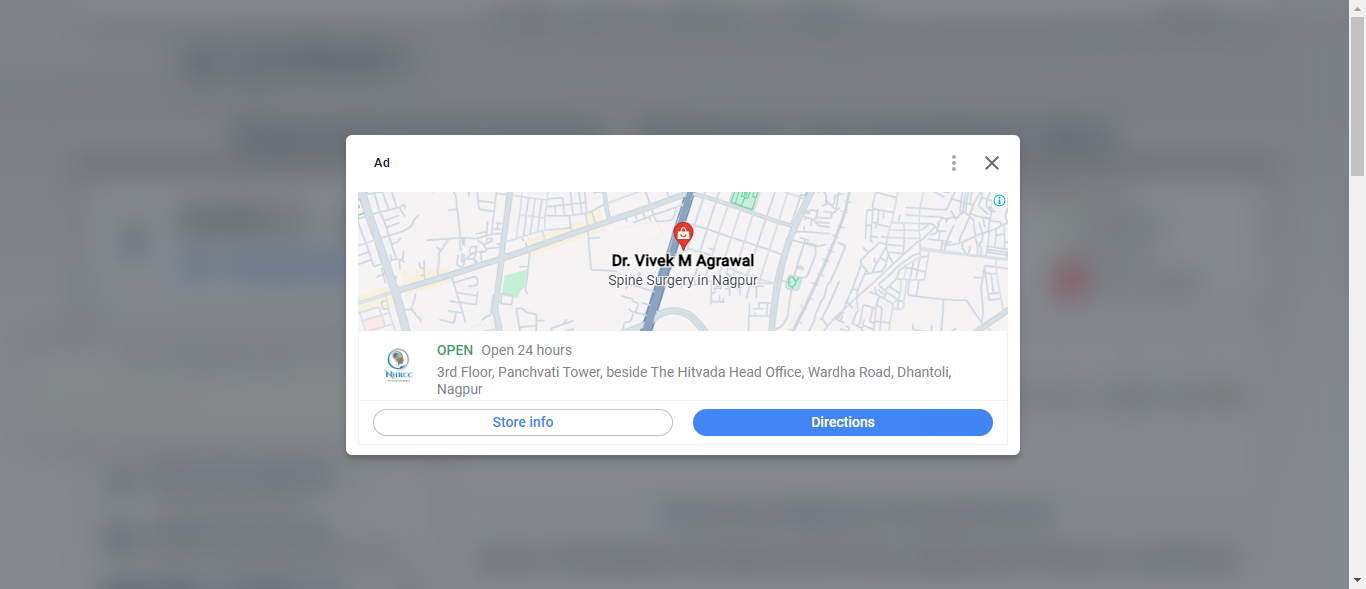 Ad
Dr. Vivek M Agrawal
Spine Surgery in Nagpur
NHRCC
OPEN Open 24 hours
3rd Floor, Panchvati Tower, beside The Hitvada Head Office, Wardha Road, Dhantoli,
Nagpur
Store info
Directions